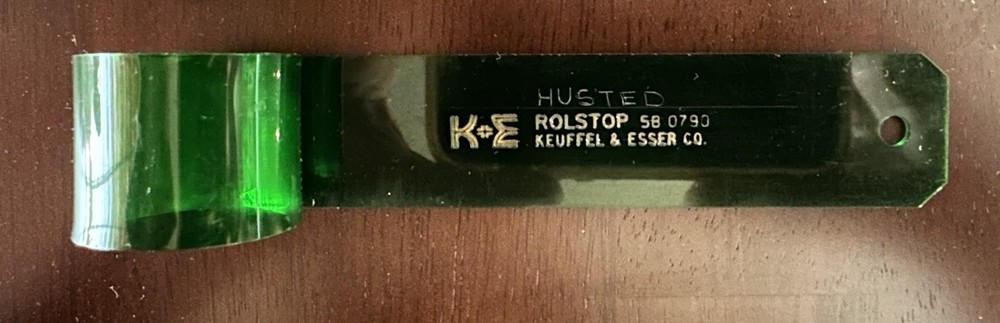 HUSTED
K+E ROLSTOP 58 0790
KEUFFEL & ESSER CO.